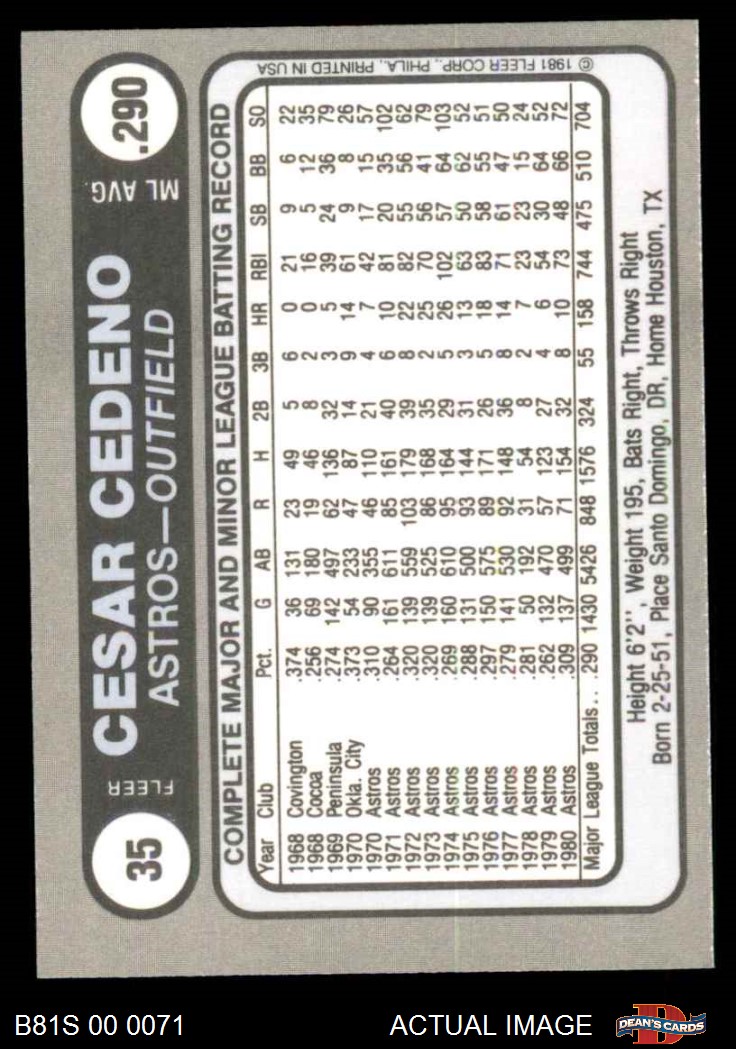 35
FLEER
CESAR CEDENO
ASTROS—OUTFIELD
ML AVG.
.290
COMPLETE MAJOR AND MINOR LEAGUE BATTING RECORD
Year Club Pct. G AB R H 2B 3B HR RBI SB BB SO
1968 Covington .374 36 131 23 49 5 6 0 21 9 6 22
1968 Cocoa .256 69 180 19 46 8 2 0 16 5 12 35
1969 Peninsula .274 142 497 62 136 32 3 5 39 24 36 79
1970 Okla. City .373 54 233 47 87 14 9 14 61 9 8 26
1970 Astros .310 90 355 46 110 21 4 7 42 17 15 57
1971 Astros .264 161 611 85 161 40 6 10 81 20 35 102
1972 Astros .320 139 559 103 179 39 8 22 82 55 56 62
1973 Astros .320 139 525 86 168 35 2 25 70 56 41 79
1974 Astros .269 160 610 95 164 29 5 26 102 57 64 103
1975 Astros .288 131 500 93 144 31 3 13 63 50 62 52
1976 Astros .297 150 575 89 171 26 5 18 83 58 55 51
1977 Astros .279 141 530 92 148 36 8 14 71 61 47 50
1978 Astros .281 50 192 31 54 8 2 7 23 23 15 24
1979 Astros .262 132 470 57 123 27 4 6 54 30 64 52
1980 Astros .309 137 499 71 154 32 8 10 73 48 66 72
Major League Totals . . .290 1430 5426 848 1576 324 55 158 744 475 510 704
Height 6'2'', Weight 195, Bats Right, Throws Right
Born 2-25-51, Place Santo Domingo, DR, Home Houston, TX
© 1981 FLEER CORP., PHILA., PRINTED IN USA
B81S 00 0071
ACTUAL IMAGE
D
DEAN'S CARDS